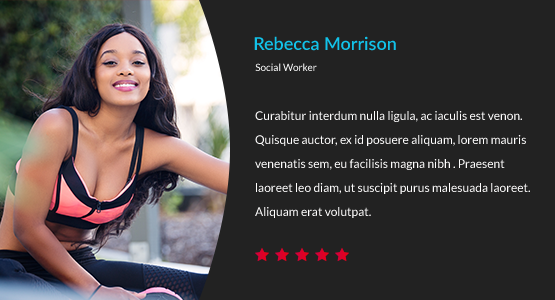 Rebecca Morrison
Social Worker
Curabitur interdum nulla ligula, ac iaculis est venon.
Quisque auctor, ex id posuere aliquam, lorem mauris
venenatis sem, eu facilisis magna nibh . Praesent
laoreet leo diam, ut suscipit purus malesuada laoreet.
Aliquam erat volutpat.